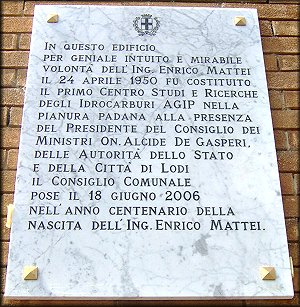 In questo edificio
per geniale intuito e mirabile
volontà dell'Ing. Enrico Mattei
il 24 aprile 1950 fu costituito
il primo Centro Studi e Ricerche
degli Idrocarburi AGIP nella
pianura padana alla presenza
del Presidente del Consiglio dei
Ministri On. Alcide De Gasperi,
delle Autorità dello Stato
e della Città di Lodi
il Consiglio Comunale
pose il 18 giugno 2006
nell'anno centenario della
nascita dell'Ing. Enrico Mattei.